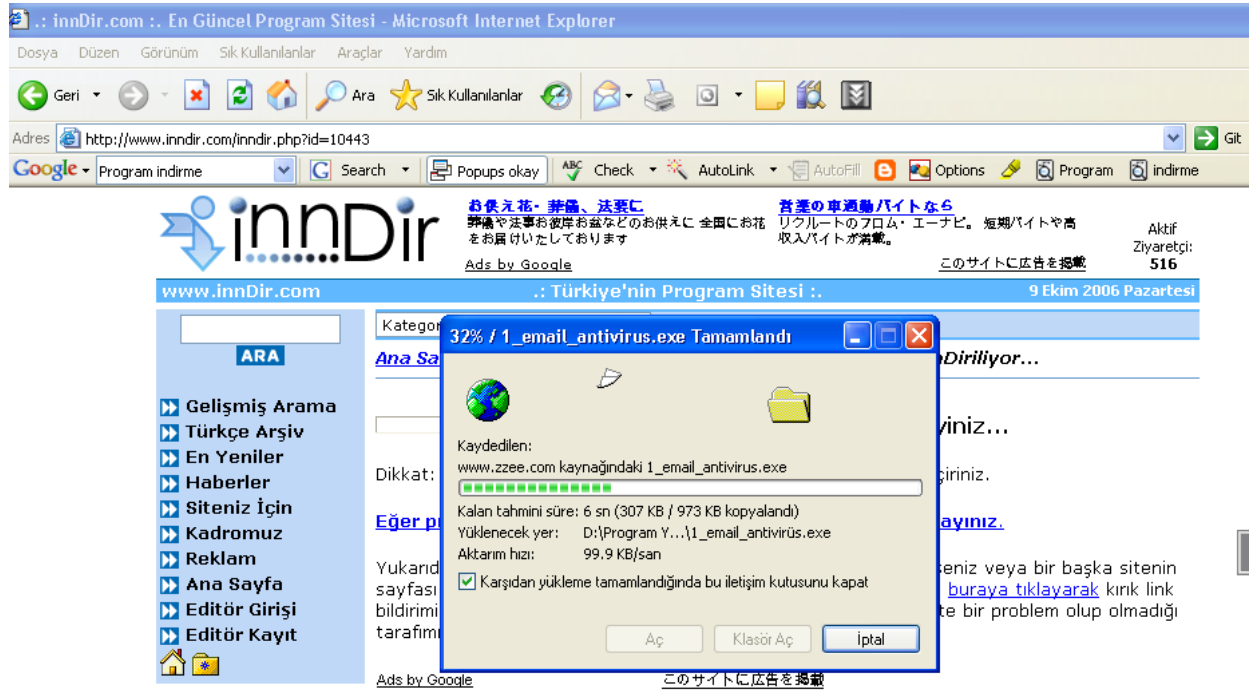 .: innDir.com :. En Güncel Program Sitesi - Microsoft Internet Explorer
Dosya Düzen Görünüm Sık Kullanılanlar Araçlar Yardım
Geri Ara Sık Kullanılanlar
Adres http://www.inndir.com/inndir.php?id=10443 Git
Google Program indirme Search Popups okay ABC Check AutoLink AutoFill Options Program indirme
innDir
お供え花・葬儀、法要に
葬儀や法事お彼岸お盆などのお供えに 全国にお花
をお届けいたしております
Ads by Google
営業の車通勤バイトなら
リクルートのフロム・エーナビ。短期バイトや高
収入バイトが満載。
このサイトに広告を掲載
Aktif
Ziyaretçi:
516
www.innDir.com .: Türkiye'nin Program Sitesi :. 9 Ekim 2006 Pazartesi
ARA
Gelişmiş Arama
Türkçe Arşiv
En Yeniler
Haberler
Siteniz İçin
Kadromuz
Reklam
Ana Sayfa
Editör Girişi
Editör Kayıt
Kategor
Ana Sa nDiriliyor...
yiniz...
Dikkat: çiriniz.
Eğer pr ayınız.
Yukarıd seniz veya bir başka sitenin
sayfası buraya tıklayarak kırık link
bildirimi te bir problem olup olmadığı
tarafım
Ads by Google このサイトに広告を掲載
32% / 1_email_antivirus.exe Tamamlandı
Kaydedilen:
www.zzee.com kaynağındaki 1_email_antivirus.exe
Kalan tahmini süre: 6 sn (307 KB / 973 KB kopyalandı)
Yüklenecek yer: D:\Program Y...\1_email_antivirüs.exe
Aktarım hızı: 99.9 KB/san
Karşıdan yükleme tamamlandığında bu iletişim kutusunu kapat
Aç Klasör Aç İptal